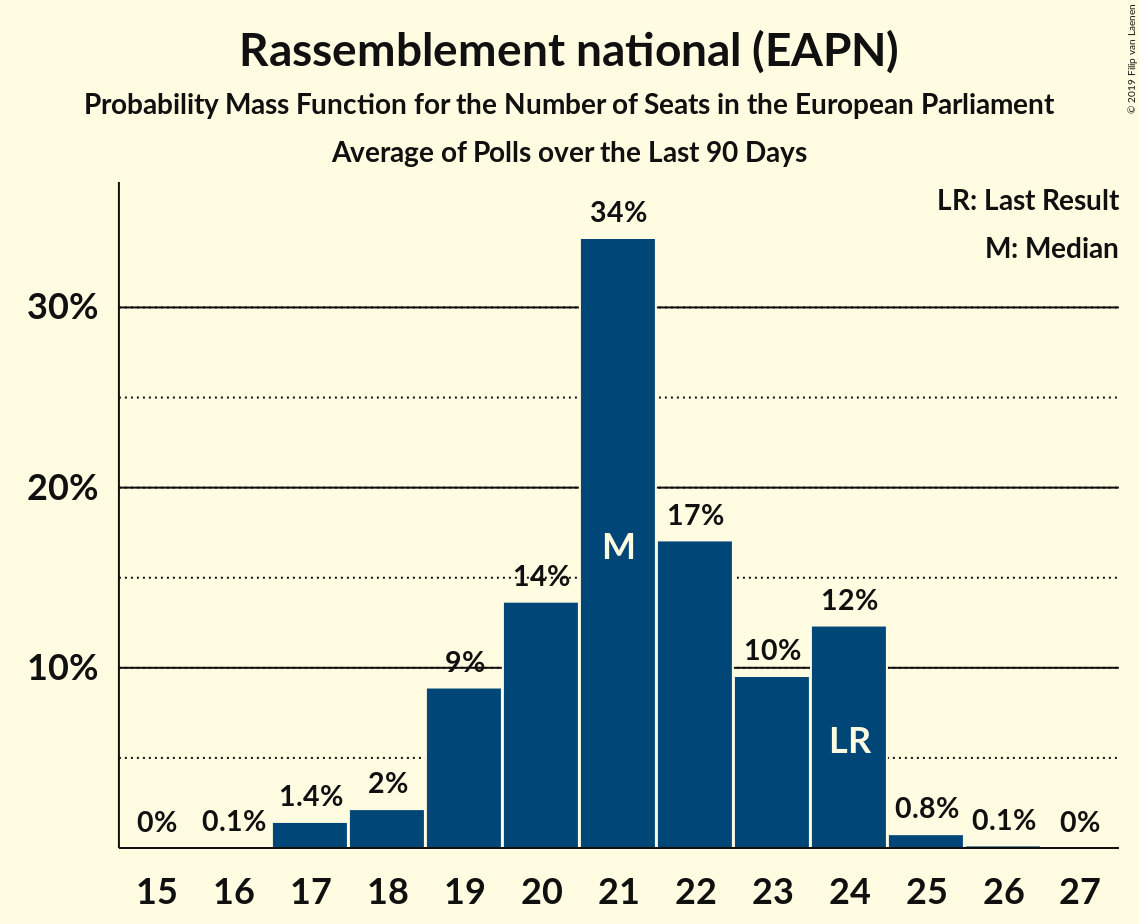 Rassemblement national (EAPN)
Probability Mass Function for the Number of Seats in the European Parliament
Average of Polls over the Last 90 Days
© 2019 Filip van Laenen
LR: Last Result
M: Median
30%
20%
10%
0%
0.1%
1.4%
2%
9%
14%
34%
17%
10%
12%
0.8%
0.1%
0%
M
LR
15 16 17 18 19 20 21 22 23 24 25 26 27